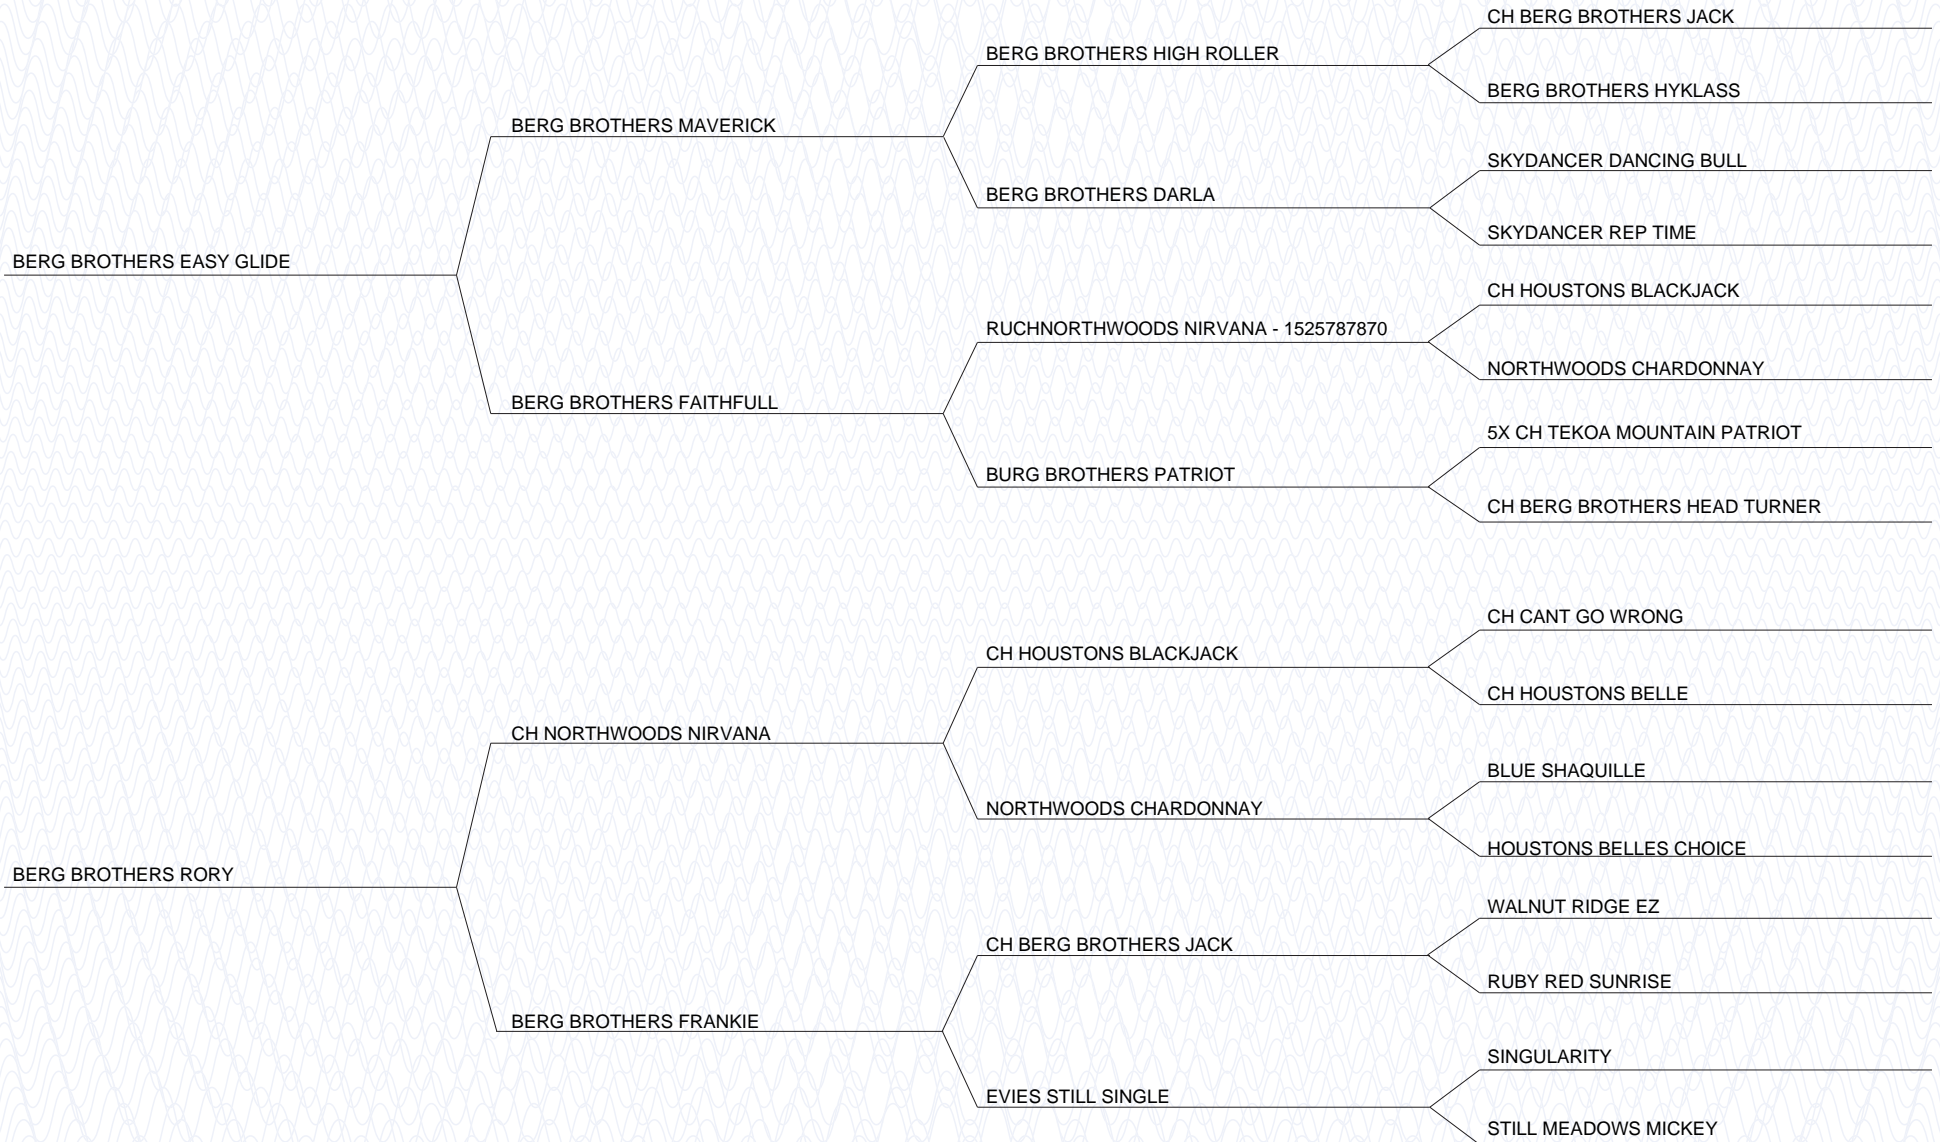 CH BERG BROTHERS JACK
BERG BROTHERS HIGH ROLLER
BERG BROTHERS HYKLASS
BERG BROTHERS MAVERICK
SKYDANCER DANCING BULL
BERG BROTHERS DARLA
SKYDANCER REP TIME
BERG BROTHERS EASY GLIDE
CH HOUSTONS BLACKJACK
RUCHNORTHWOODS NIRVANA - 1525787870
NORTHWOODS CHARDONNAY
BERG BROTHERS FAITHFULL
5X CH TEKOA MOUNTAIN PATRIOT
BURG BROTHERS PATRIOT
CH BERG BROTHERS HEAD TURNER
CH CANT GO WRONG
CH HOUSTONS BLACKJACK
CH HOUSTONS BELLE
CH NORTHWOODS NIRVANA
BLUE SHAQUILLE
NORTHWOODS CHARDONNAY
HOUSTONS BELLES CHOICE
BERG BROTHERS RORY
WALNUT RIDGE EZ
CH BERG BROTHERS JACK
RUBY RED SUNRISE
BERG BROTHERS FRANKIE
SINGULARITY
EVIES STILL SINGLE
STILL MEADOWS MICKEY